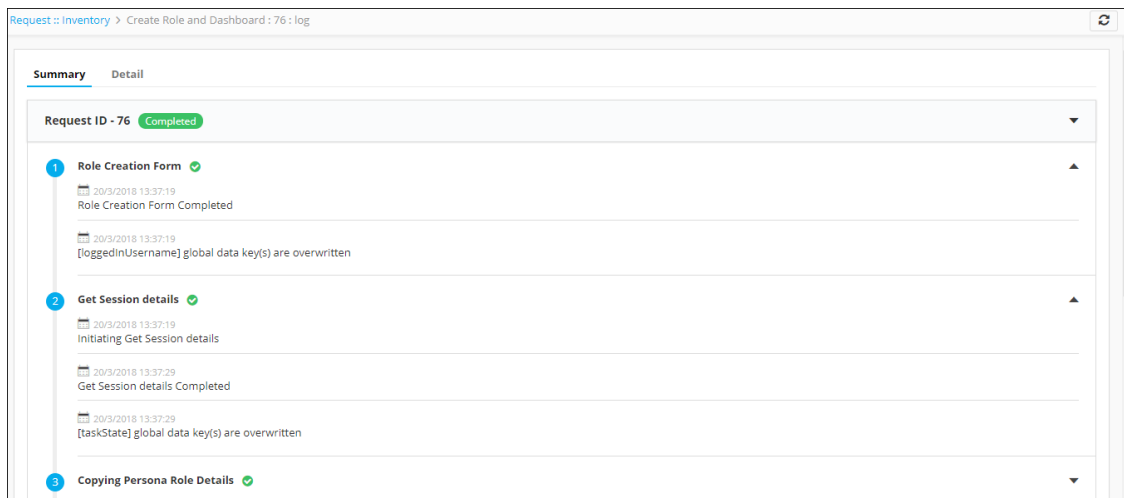 Request :: Inventory > Create Role and Dashboard : 76 : log
Summary Detail
Request ID - 76 Completed
1 Role Creation Form
20/3/2018 13:37:19
Role Creation Form Completed
20/3/2018 13:37:19
[loggedInUsername] global data key(s) are overwritten
2 Get Session details
20/3/2018 13:37:19
Initiating Get Session details
20/3/2018 13:37:29
Get Session details Completed
20/3/2018 13:37:29
[taskState] global data key(s) are overwritten
3 Copying Persona Role Details